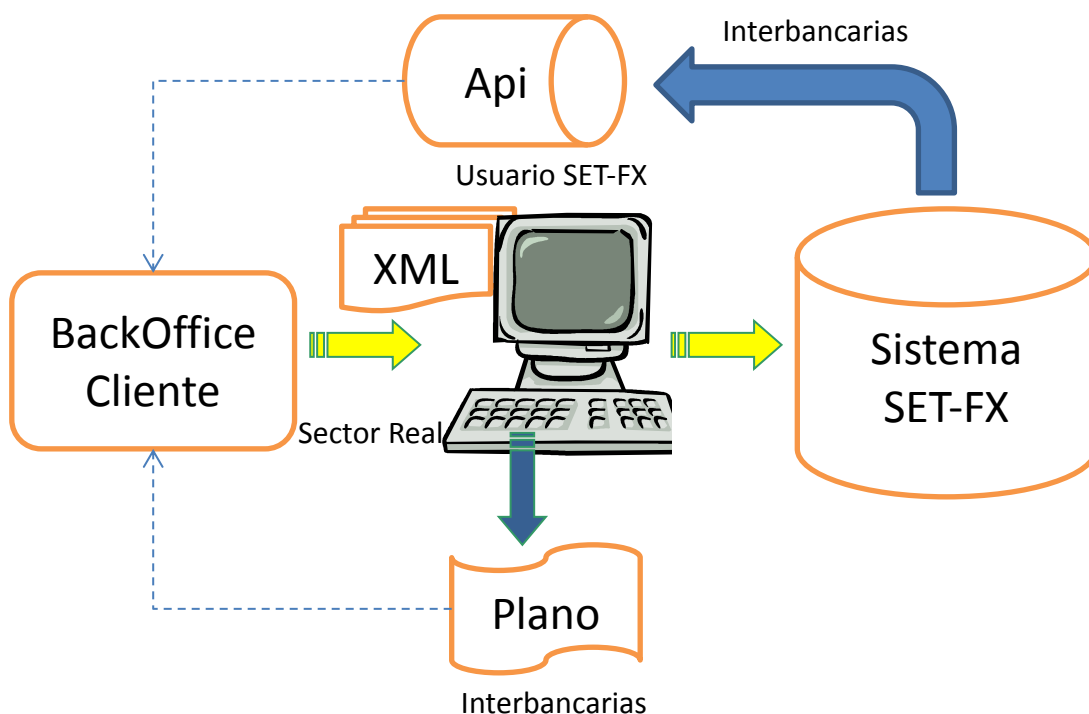 Interbancarias
Api
Usuario SET-FX
XML
BackOffice
Cliente
Sistema
SET-FX
Sector Real
Plano
Interbancarias